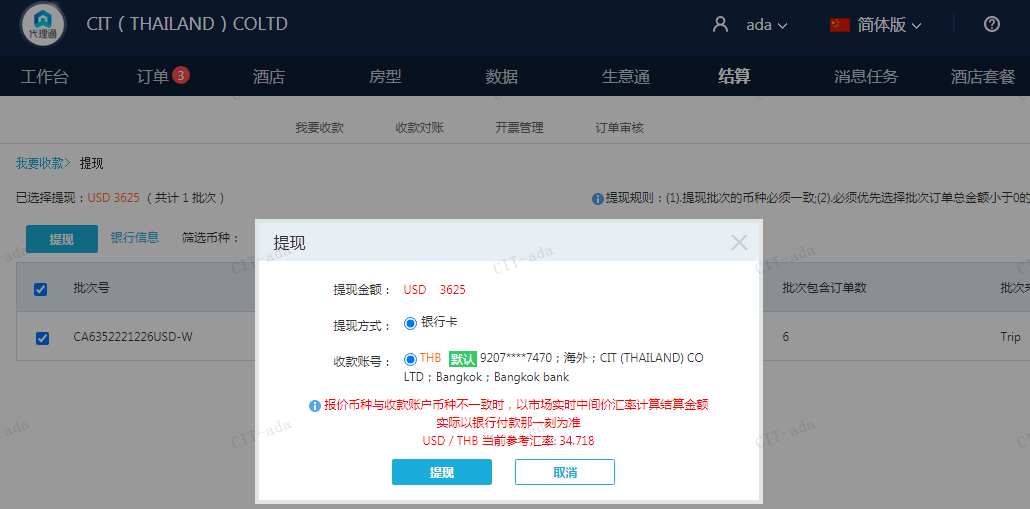 代理通
CIT ( THAILAND ) COLTD
ada
简体版
工作台 订单 3 酒店 房型 数据 生意通 结算 消息任务 酒店套餐
我要收款 收款对账 开票管理 订单审核
我要收款> 提现
已选择提现：USD 3625 （ 共计 1 批次 ）
提现规则：(1).提现批次的币种必须一致;(2).必须优先选择批次订单总金额小于0的
提现 银行信息 筛选币种：
批次号 批次包含订单数 批次来
CA6352221226USD-W 6 Trip
提现
提现金额： USD 3625
提现方式： 银行卡
收款账号： THB 默认 9207****7470；海外；CIT (THAILAND) CO
LTD；Bangkok；Bangkok bank
报价币种与收款账户币种不一致时，以市场实时中间价汇率计算结算金额
实际以银行付款那一刻为准
USD / THB 当前参考汇率: 34.718
提现 取消
CIT-ada
CIT-ada
CIT-ada
CIT-ada
CIT-ada